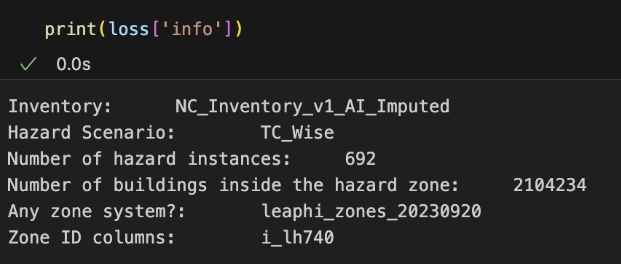 print(loss['info'])
✓ 0.0s
Inventory: NC_Inventory_v1_AI_Imputed
Hazard Scenario: TC_Wise
Number of hazard instances: 692
Number of buildings inside the hazard zone: 2104234
Any zone system?: leaphi_zones_20230920
Zone ID columns: i_lh740